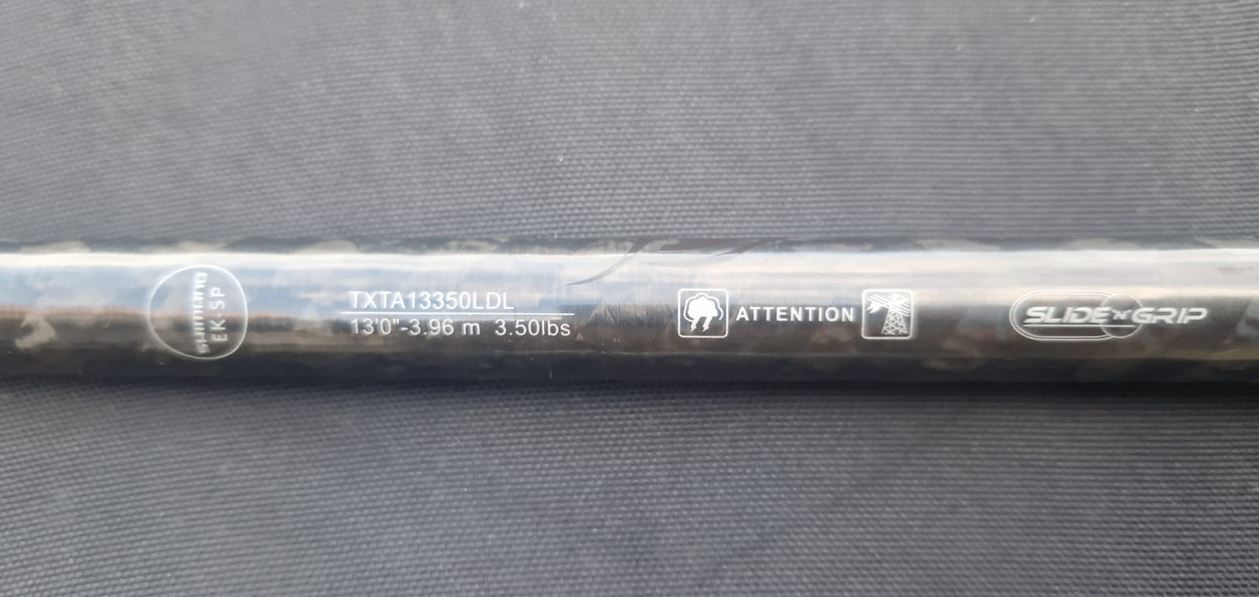 SHIMANO
EK-SP
TXTA13350LDL
13'0"-3.96 m 3.50lbs
ATTENTION
SLIDE'N'GRIP